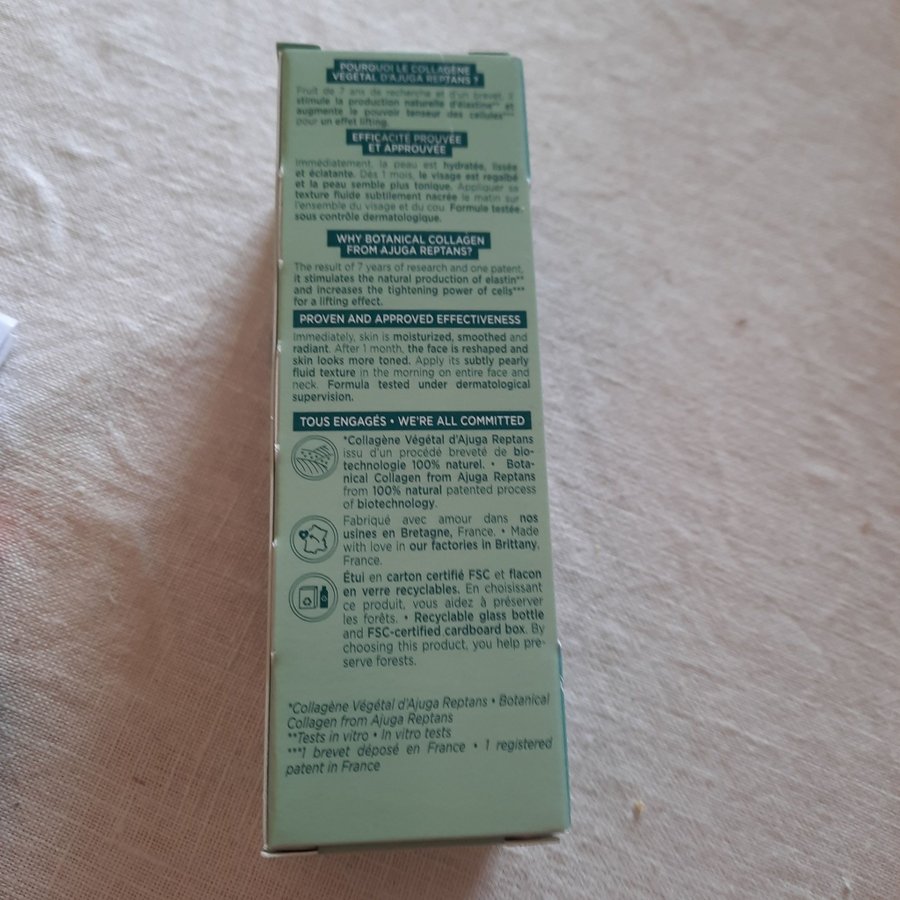 POURQUOI LE COLLAGÈNE
VÉGÉTAL D'AJUGA REPTANS ?
Fruit de 7 ans de recherche et d'un brevet, il
stimule la production naturelle d'élastine** et
augmente le pouvoir tenseur des cellules***
pour un effet lifting.
EFFICACITÉ PROUVÉE
ET APPROUVÉE
Immédiatement, la peau est hydratée, lissée
et éclatante. Dès 1 mois, le visage est regalbé
et la peau semble plus tonique. Appliquer sa
texture fluide subtilement nacrée le matin sur
l'ensemble du visage et du cou. Formule testée
sous contrôle dermatologique.
WHY BOTANICAL COLLAGEN
FROM AJUGA REPTANS?
The result of 7 years of research and one patent,
it stimulates the natural production of elastin**
and increases the tightening power of cells***
for a lifting effect.
PROVEN AND APPROVED EFFECTIVENESS
Immediately, skin is moisturized, smoothed and
radiant. After 1 month, the face is reshaped and
skin looks more toned. Apply its subtly pearly
fluid texture in the morning on entire face and
neck. Formula tested under dermatological
supervision.
TOUS ENGAGÉS • WE'RE ALL COMMITTED
*Collagène Végétal d'Ajuga Reptans
issu d'un procédé breveté de bio-
technologie 100% naturel. • Bota-
nical Collagen from Ajuga Reptans
from 100% natural patented process
of biotechnology.
Fabriqué avec amour dans nos
usines en Bretagne, France. • Made
with love in our factories in Brittany,
France.
Étui en carton certifié FSC et flacon
en verre recyclables. En choisissant
ce produit, vous aidez à préserver
les forêts. • Recyclable glass bottle
and FSC-certified cardboard box. By
choosing this product, you help pre-
serve forests.
*Collagène Végétal d'Ajuga Reptans • Botanical
Collagen from Ajuga Reptans
**Tests in vitro • In vitro tests
***1 brevet déposé en France • 1 registered
patent in France